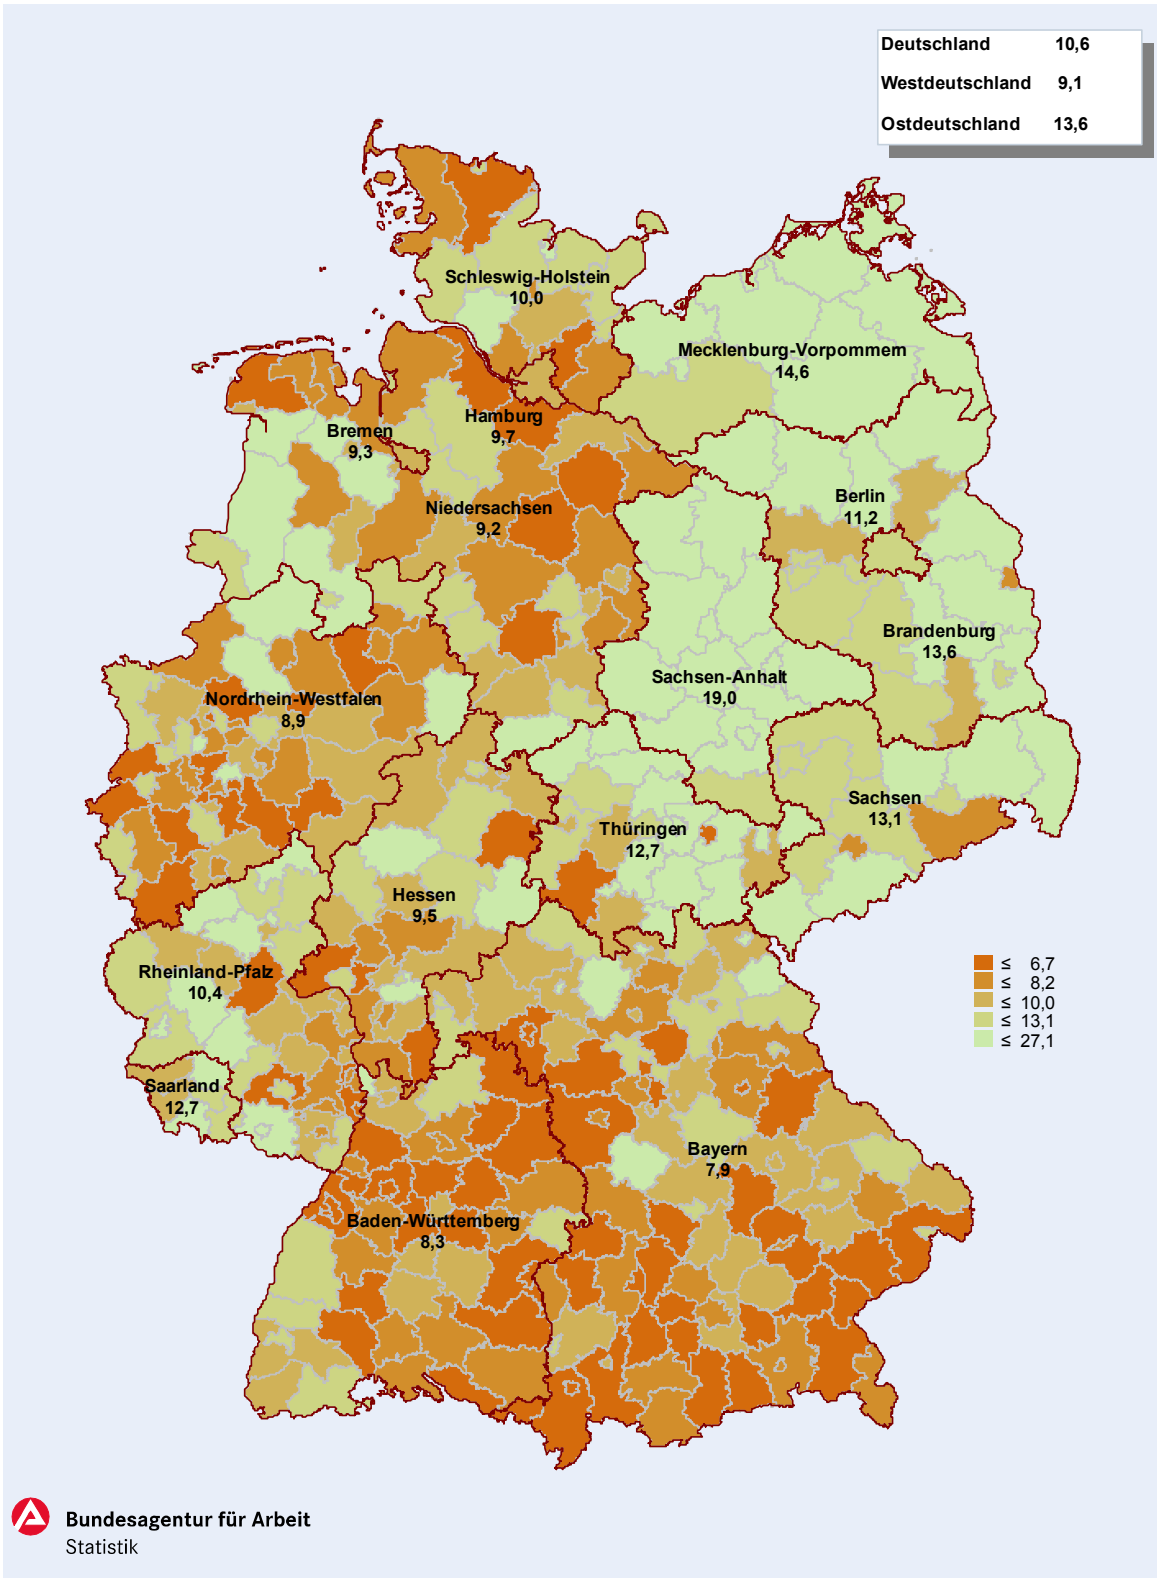 Deutschland 10,6
Westdeutschland 9,1
Ostdeutschland 13,6
Schleswig-Holstein
10,0
Mecklenburg-Vorpommern
14,6
Hamburg
9,7
Bremen
9,3
Berlin
11,2
Niedersachsen
9,2
Brandenburg
13,6
Sachsen-Anhalt
19,0
Nordrhein-Westfalen
8,9
Sachsen
13,1
Thüringen
12,7
Hessen
9,5
Rheinland-Pfalz
10,4
≤ 6,7
≤ 8,2
≤ 10,0
≤ 13,1
≤ 27,1
Saarland
12,7
Bayern
7,9
Baden-Württemberg
8,3
Bundesagentur für Arbeit
Statistik